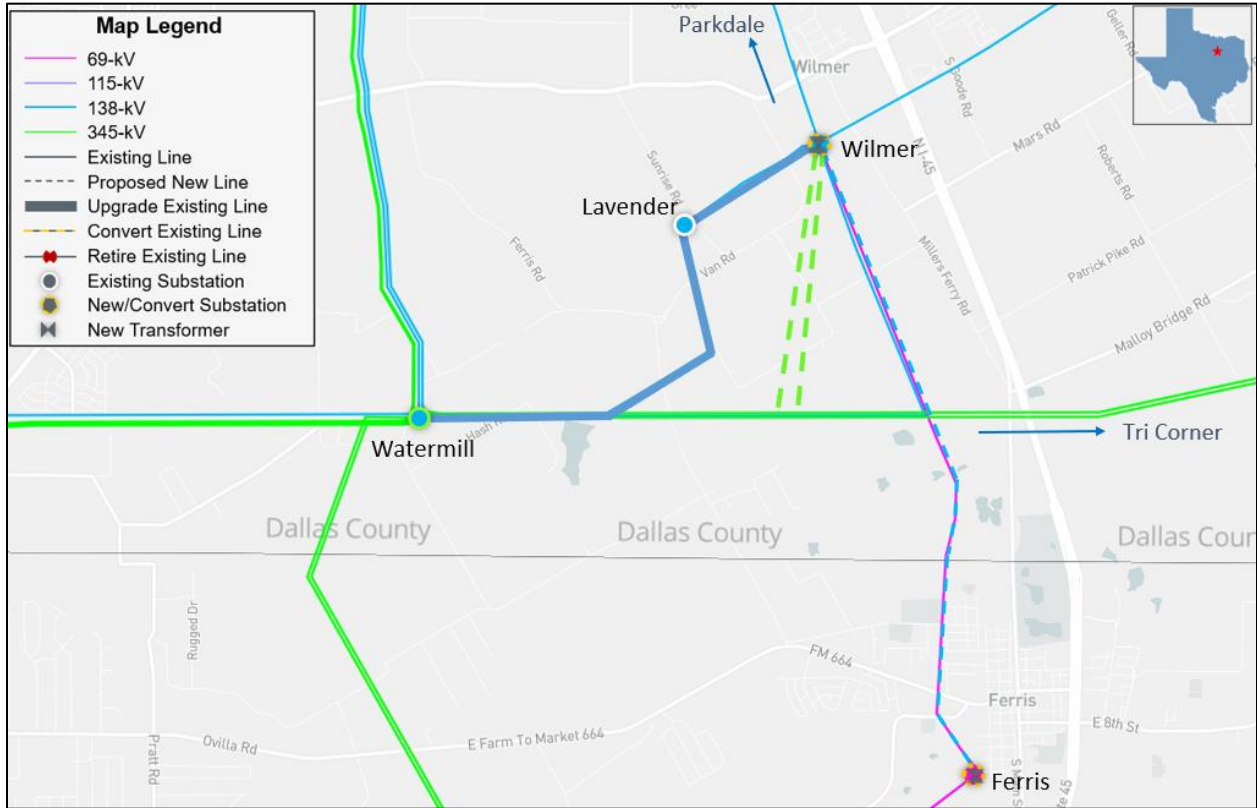 Map Legend
69-kV
115-kV
138-kV
345-kV
Existing Line
Proposed New Line
Upgrade Existing Line
Convert Existing Line
Retire Existing Line
Existing Substation
New/Convert Substation
New Transformer
Parkdale
Wilmer
S Goode Rd
Geller Rd
N I-45
Mars Rd
Roberts Rd
Wilmer
Sunrise Rd
Lavender
Ferris Rd
Van Rd
Millers Ferry Rd
Patrick Pike Rd
Malloy Bridge Rd
Watermill
Tri Corner
Dallas County
Dallas County
Dallas Coun
Rugged Dr
FM 664
Ferris
E 8th St
Ovilla Rd
E Farm To Market 664
Pratt Rd
Ferris